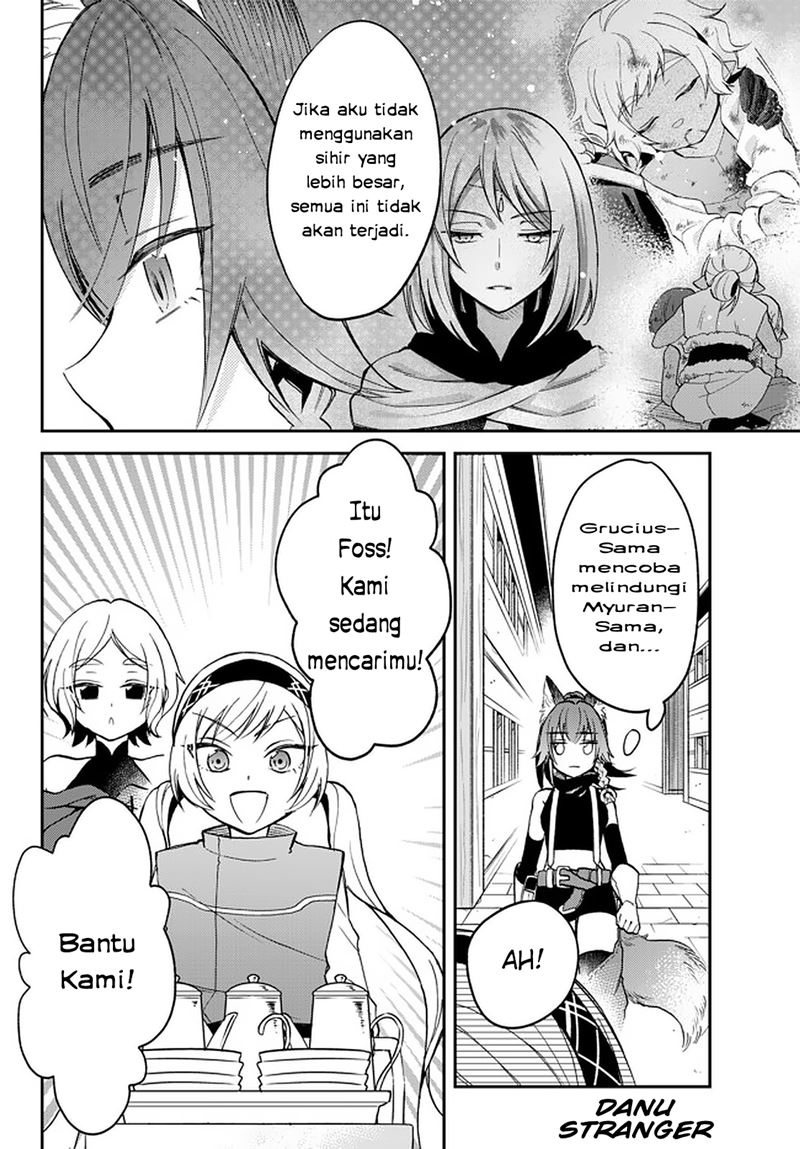 Jika aku tidak
menggunakan
sihir yang
lebih besar,
semua ini tidak
akan terjadi.
Grucius-
Sama
mencoba
melindungi
Myuran-
Sama,
dan...
AH!
Itu
Foss!
Kami
sedang
mencarimu!
Bantu
Kami!
DANU
STRANGER